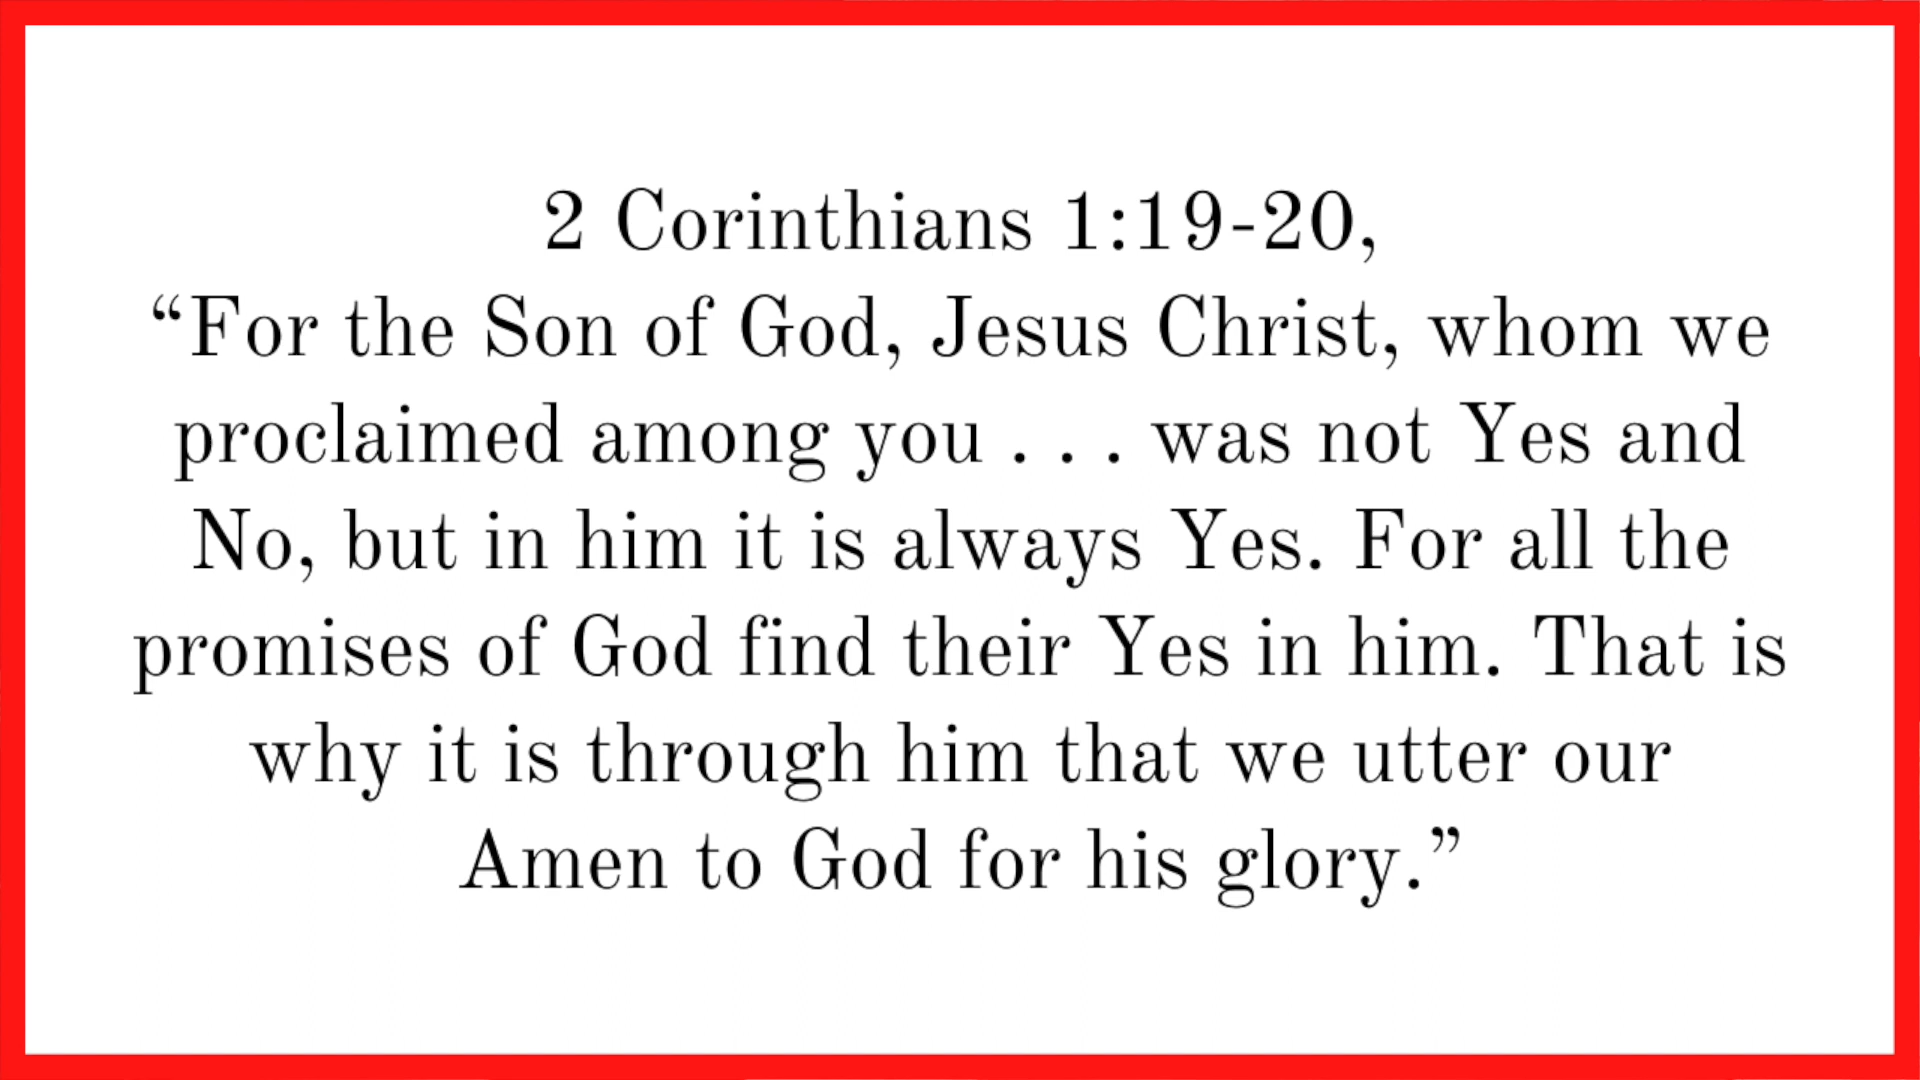 2 Corinthians 1:19-20,
“For the Son of God, Jesus Christ, whom we
proclaimed among you . . . was not Yes and
No, but in him it is always Yes. For all the
promises of God find their Yes in him. That is
why it is through him that we utter our
Amen to God for his glory.”